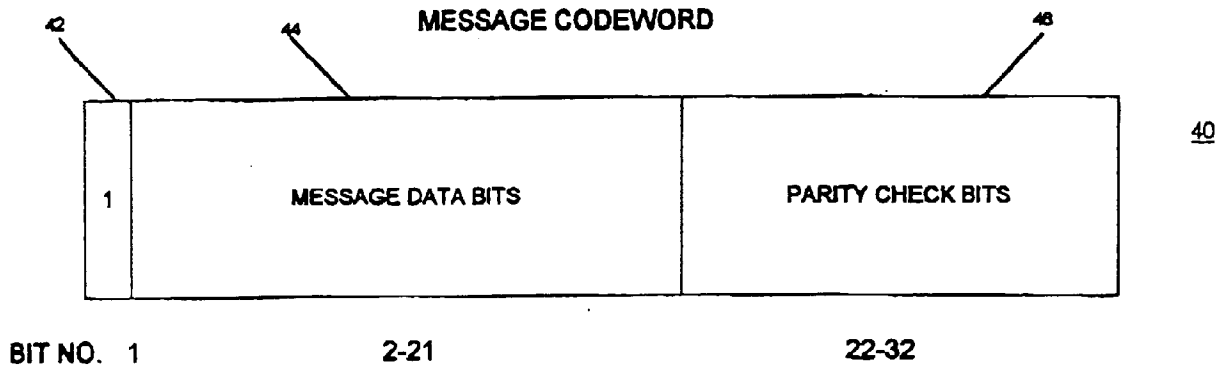 MESSAGE CODEWORD
42
44
46
40
1
MESSAGE DATA BITS
PARITY CHECK BITS
BIT NO. 1
2-21
22-32